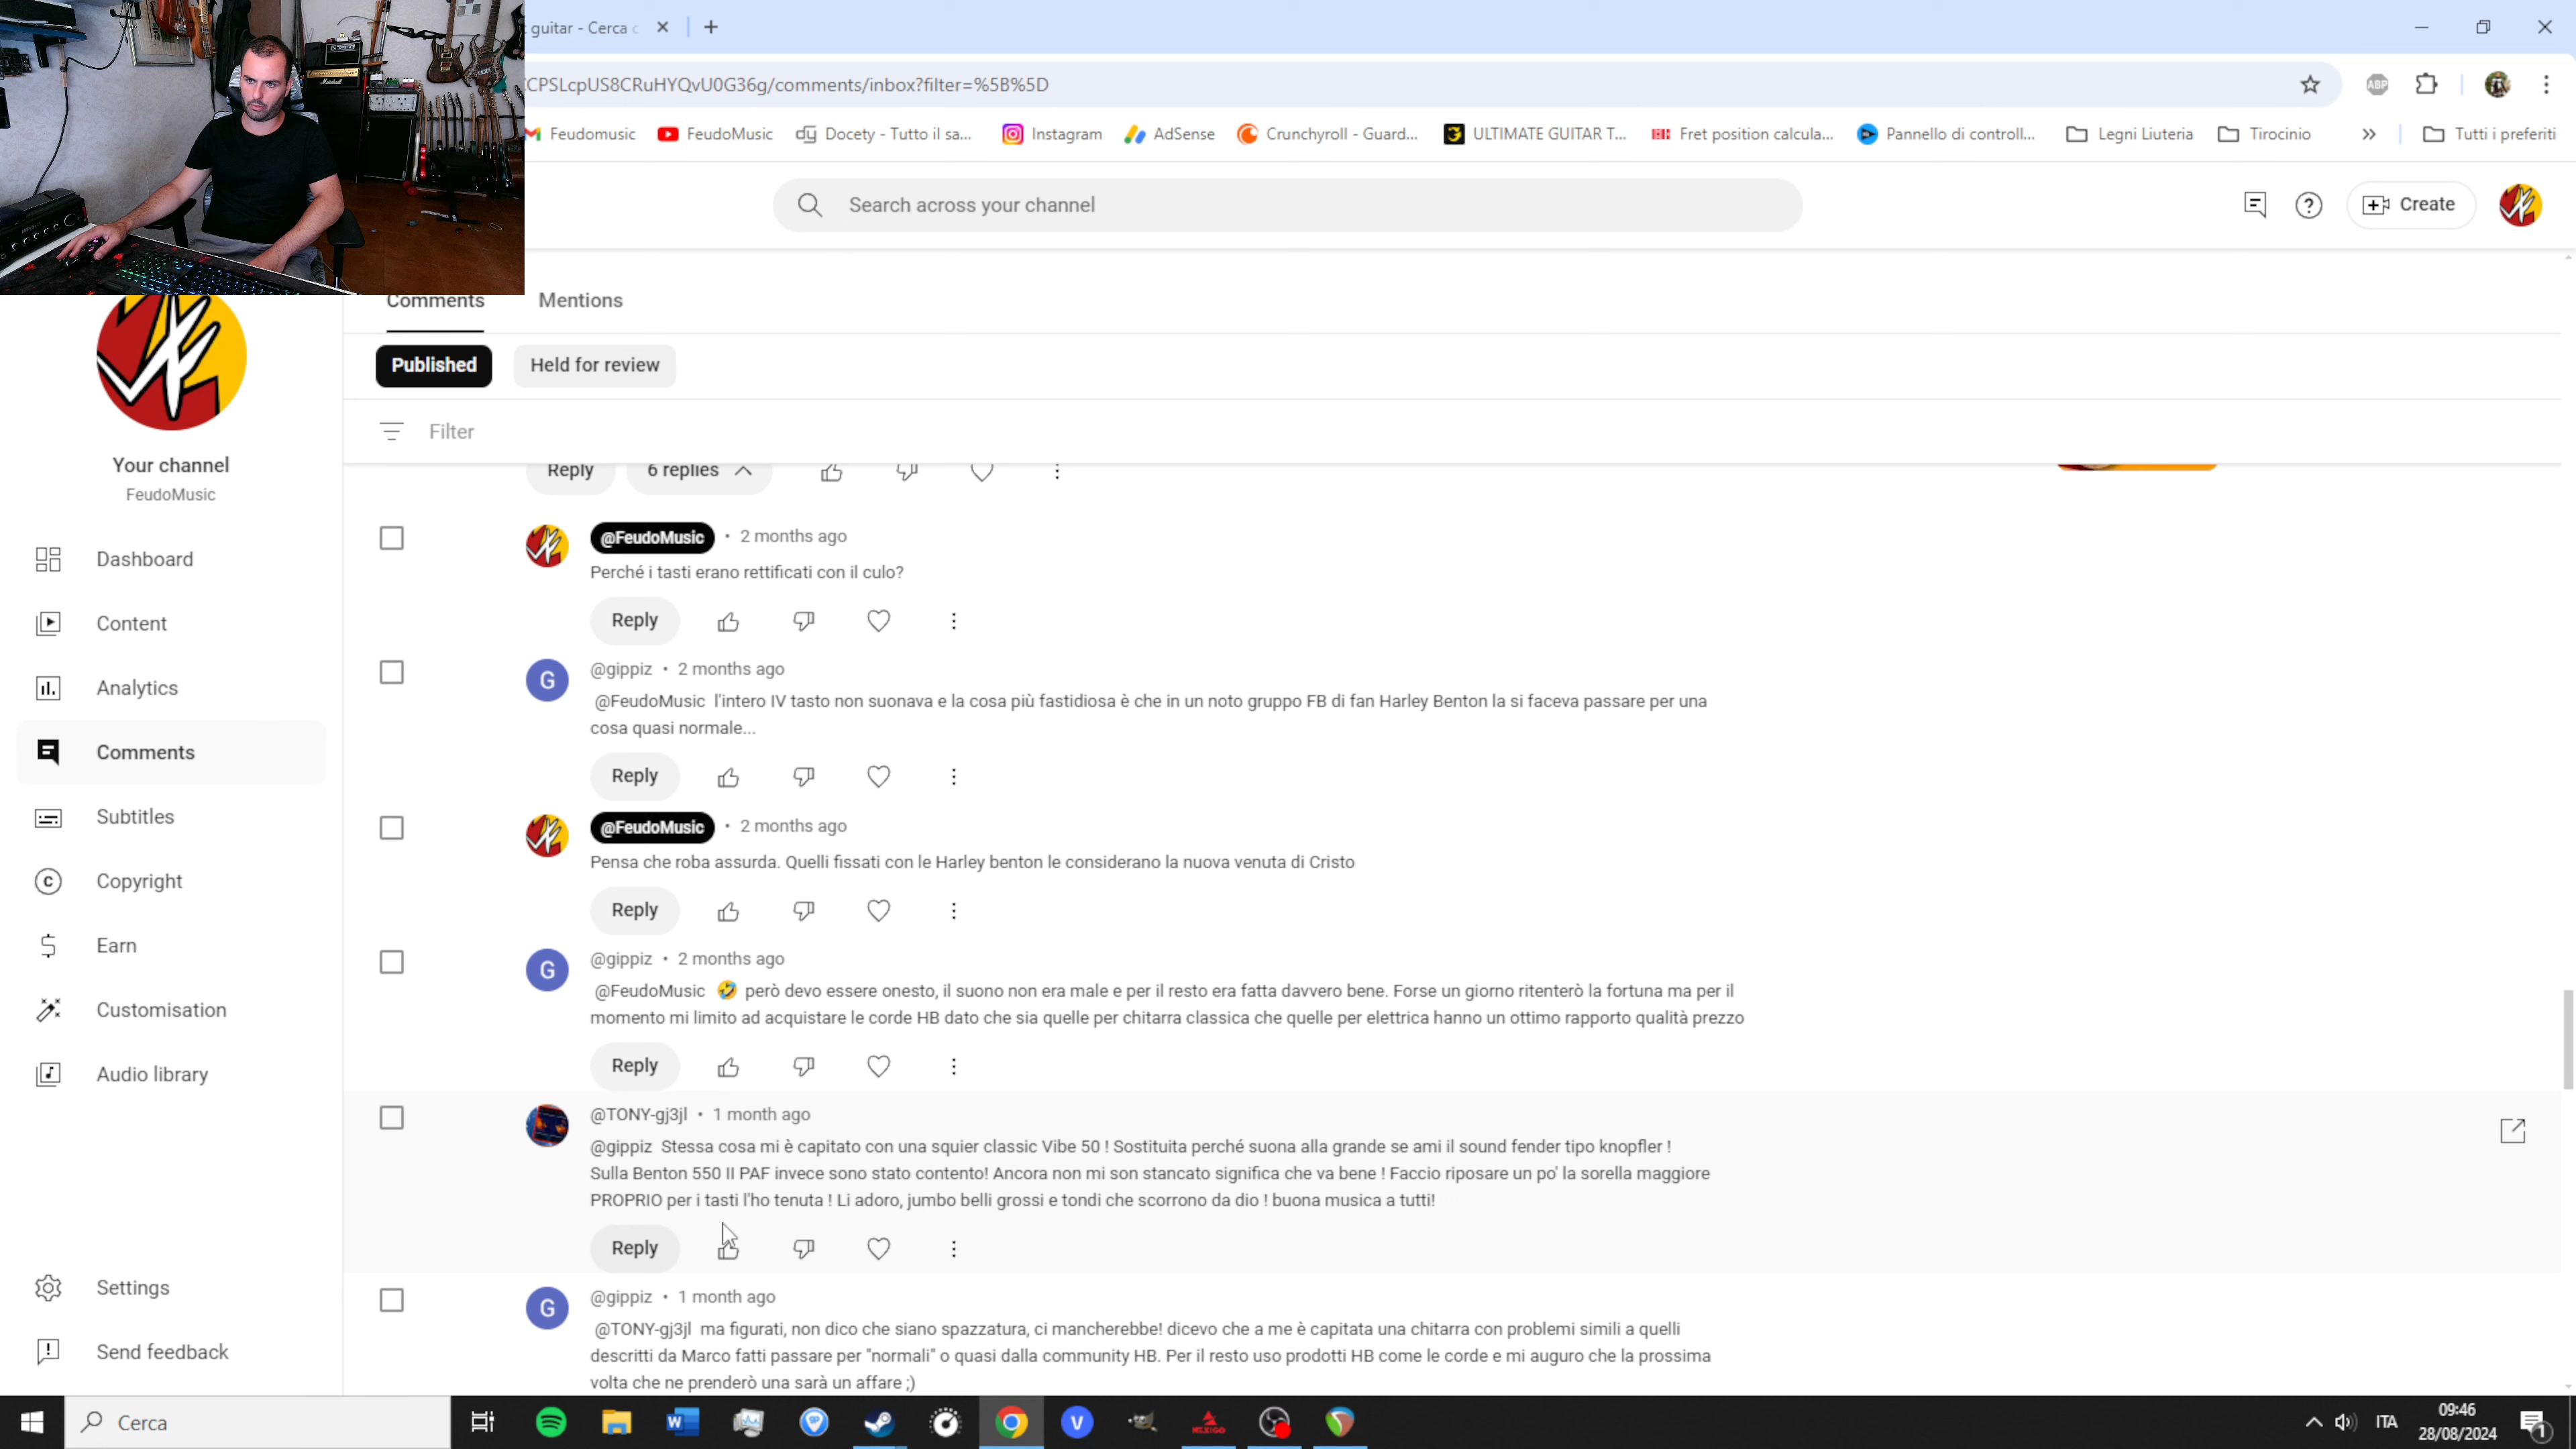 guitar - Cerca c
CPSLcpUS8CRuHYQvU0G36g/comments/inbox?filter=%5B%5D
ABP
Feudomusic
FeudoMusic
Docety - Tutto il sa...
Instagram
AdSense
Crunchyroll - Guard...
ULTIMATE GUITAR T...
Fret position calcula...
Pannello di controll...
Legni Liuteria
Tirocinio
Tutti i preferiti
Search across your channel
Create
Comments
Mentions
Published
Held for review
Filter
Your channel
FeudoMusic
Dashboard
Content
Analytics
Comments
Subtitles
Copyright
Earn
Customisation
Audio library
Settings
Send feedback
Reply 6 replies
@FeudoMusic • 2 months ago
Perché i tasti erano rettificati con il culo?
Reply
G
@gippiz • 2 months ago
@FeudoMusic l'intero IV tasto non suonava e la cosa più fastidiosa è che in un noto gruppo FB di fan Harley Benton la si faceva passare per una
cosa quasi normale...
Reply
@FeudoMusic • 2 months ago
Pensa che roba assurda. Quelli fissati con le Harley benton le considerano la nuova venuta di Cristo
Reply
G
@gippiz • 2 months ago
@FeudoMusic 🤣 però devo essere onesto, il suono non era male e per il resto era fatta davvero bene. Forse un giorno ritenterò la fortuna ma per il
momento mi limito ad acquistare le corde HB dato che sia quelle per chitarra classica che quelle per elettrica hanno un ottimo rapporto qualità prezzo
Reply
@TONY-gj3jl • 1 month ago
@gippiz Stessa cosa mi è capitato con una squier classic Vibe 50 ! Sostituita perché suona alla grande se ami il sound fender tipo knopfler !
Sulla Benton 550 II PAF invece sono stato contento! Ancora non mi son stancato significa che va bene ! Faccio riposare un po' la sorella maggiore
PROPRIO per i tasti l'ho tenuta ! Li adoro, jumbo belli grossi e tondi che scorrono da dio ! buona musica a tutti!
Reply
G
@gippiz • 1 month ago
@TONY-gj3jl ma figurati, non dico che siano spazzatura, ci mancherebbe! dicevo che a me è capitata una chitarra con problemi simili a quelli
descritti da Marco fatti passare per "normali" o quasi dalla community HB. Per il resto uso prodotti HB come le corde e mi auguro che la prossima
volta che ne prenderò una sarà un affare ;)
Cerca
ITA
09:46
28/08/2024
1